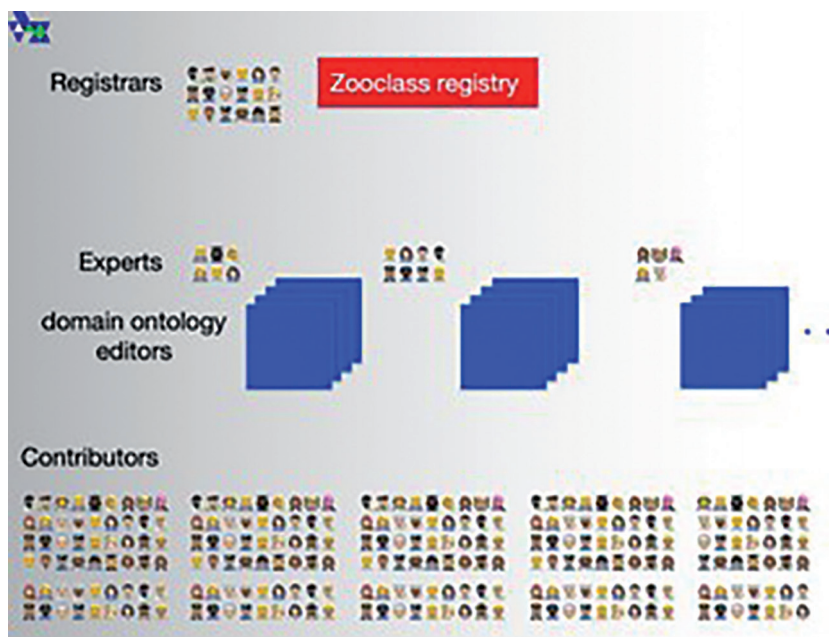 Registrars
Zooclass registry
Experts
domain ontology
editors
Contributors